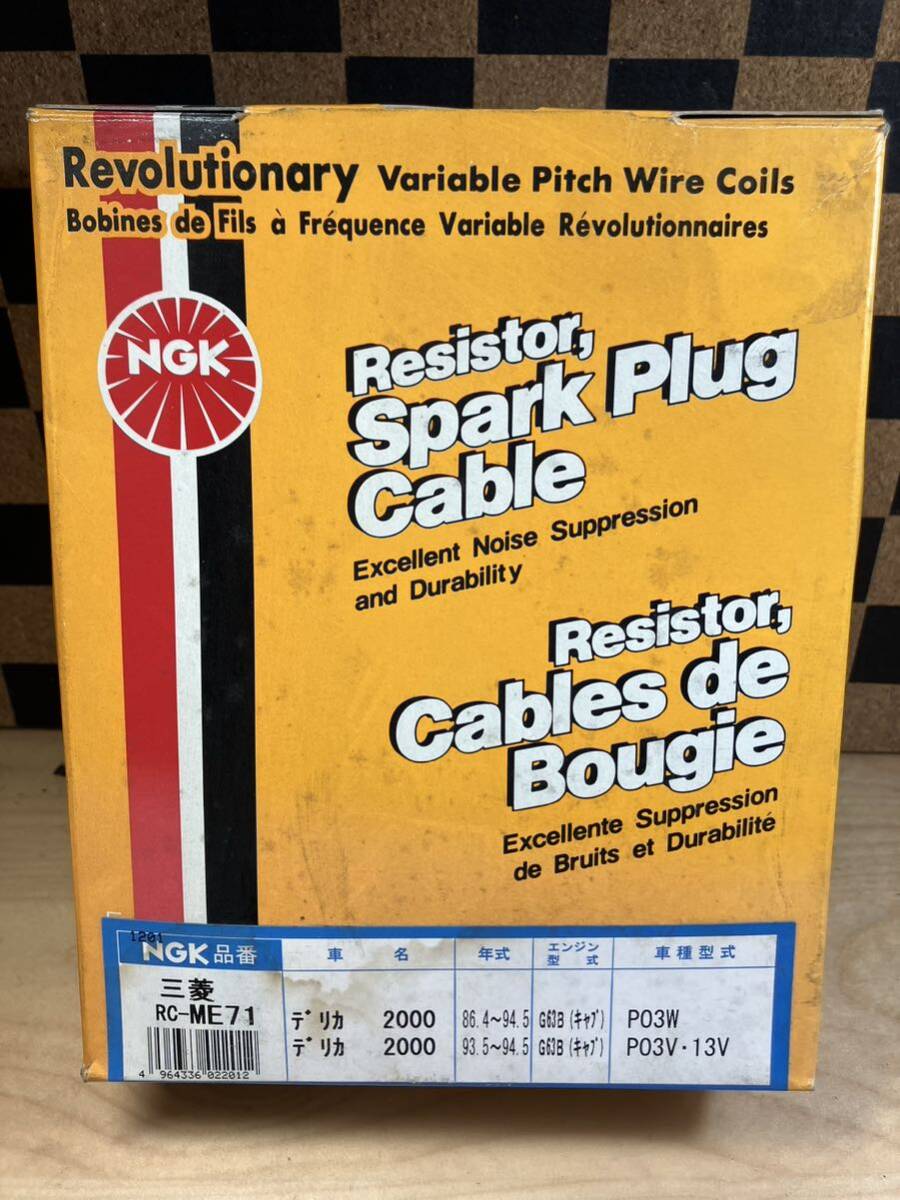 Revolutionary Variable Pitch Wire Coils
Bobines de Fils à Fréquence Variable Révolutionnaires
NGK
Resistor,
Spark Plug
Cable
Excellent Noise Suppression
and Durability
Resistor,
Cables de
Bougie
Excellente Suppression
de Bruits et Durabilité
1201
NGK品番 車名 年式 エンジン型式 車種型式
三菱
RC-ME71
デリカ 2000 86.4~94.5 G63B(キャブ) P03W
デリカ 2000 93.5~94.5 G63B(キャブ) P03V・13V
4 964336 022012